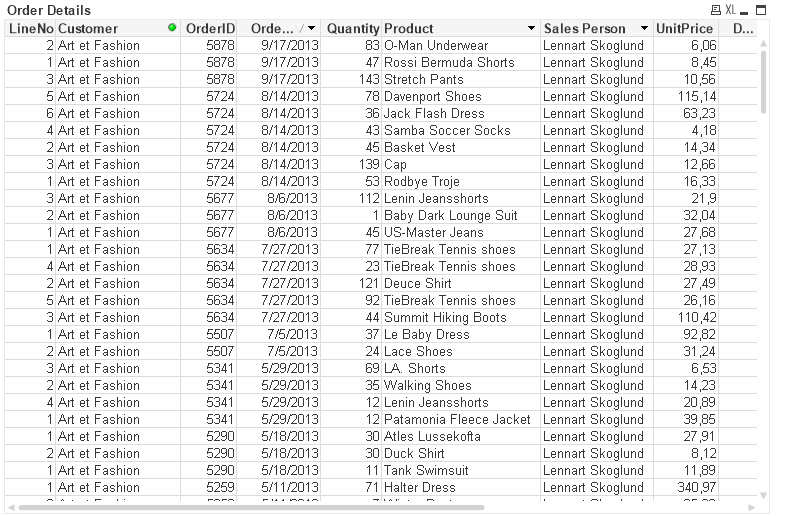 Order Details XL
LineNo Customer OrderID Orde... Quantity Product Sales Person UnitPrice D...
2 Art et Fashion 5878 9/17/2013 83 O-Man Underwear Lennart Skoglund 6,06
1 Art et Fashion 5878 9/17/2013 47 Rossi Bermuda Shorts Lennart Skoglund 8,45
3 Art et Fashion 5878 9/17/2013 143 Stretch Pants Lennart Skoglund 10,56
5 Art et Fashion 5724 8/14/2013 78 Davenport Shoes Lennart Skoglund 115,14
6 Art et Fashion 5724 8/14/2013 36 Jack Flash Dress Lennart Skoglund 63,23
4 Art et Fashion 5724 8/14/2013 43 Samba Soccer Socks Lennart Skoglund 4,18
2 Art et Fashion 5724 8/14/2013 45 Basket Vest Lennart Skoglund 14,34
3 Art et Fashion 5724 8/14/2013 139 Cap Lennart Skoglund 12,66
1 Art et Fashion 5724 8/14/2013 53 Rodbye Troje Lennart Skoglund 16,33
3 Art et Fashion 5677 8/6/2013 112 Lenin Jeansshorts Lennart Skoglund 21,9
2 Art et Fashion 5677 8/6/2013 1 Baby Dark Lounge Suit Lennart Skoglund 32,04
1 Art et Fashion 5677 8/6/2013 45 US-Master Jeans Lennart Skoglund 27,68
1 Art et Fashion 5634 7/27/2013 77 TieBreak Tennis shoes Lennart Skoglund 27,13
4 Art et Fashion 5634 7/27/2013 23 TieBreak Tennis shoes Lennart Skoglund 28,93
2 Art et Fashion 5634 7/27/2013 121 Deuce Shirt Lennart Skoglund 27,49
5 Art et Fashion 5634 7/27/2013 92 TieBreak Tennis shoes Lennart Skoglund 26,16
3 Art et Fashion 5634 7/27/2013 44 Summit Hiking Boots Lennart Skoglund 110,42
1 Art et Fashion 5507 7/5/2013 37 Le Baby Dress Lennart Skoglund 92,82
2 Art et Fashion 5507 7/5/2013 24 Lace Shoes Lennart Skoglund 31,24
3 Art et Fashion 5341 5/29/2013 69 LA. Shorts Lennart Skoglund 6,53
2 Art et Fashion 5341 5/29/2013 35 Walking Shoes Lennart Skoglund 14,23
4 Art et Fashion 5341 5/29/2013 12 Lenin Jeansshorts Lennart Skoglund 20,89
1 Art et Fashion 5341 5/29/2013 12 Patamonia Fleece Jacket Lennart Skoglund 39,85
1 Art et Fashion 5290 5/18/2013 30 Atles Lussekofta Lennart Skoglund 27,91
2 Art et Fashion 5290 5/18/2013 30 Duck Shirt Lennart Skoglund 8,12
1 Art et Fashion 5290 5/18/2013 11 Tank Swimsuit Lennart Skoglund 11,89
1 Art et Fashion 5259 5/11/2013 71 Halter Dress Lennart Skoglund 340,97